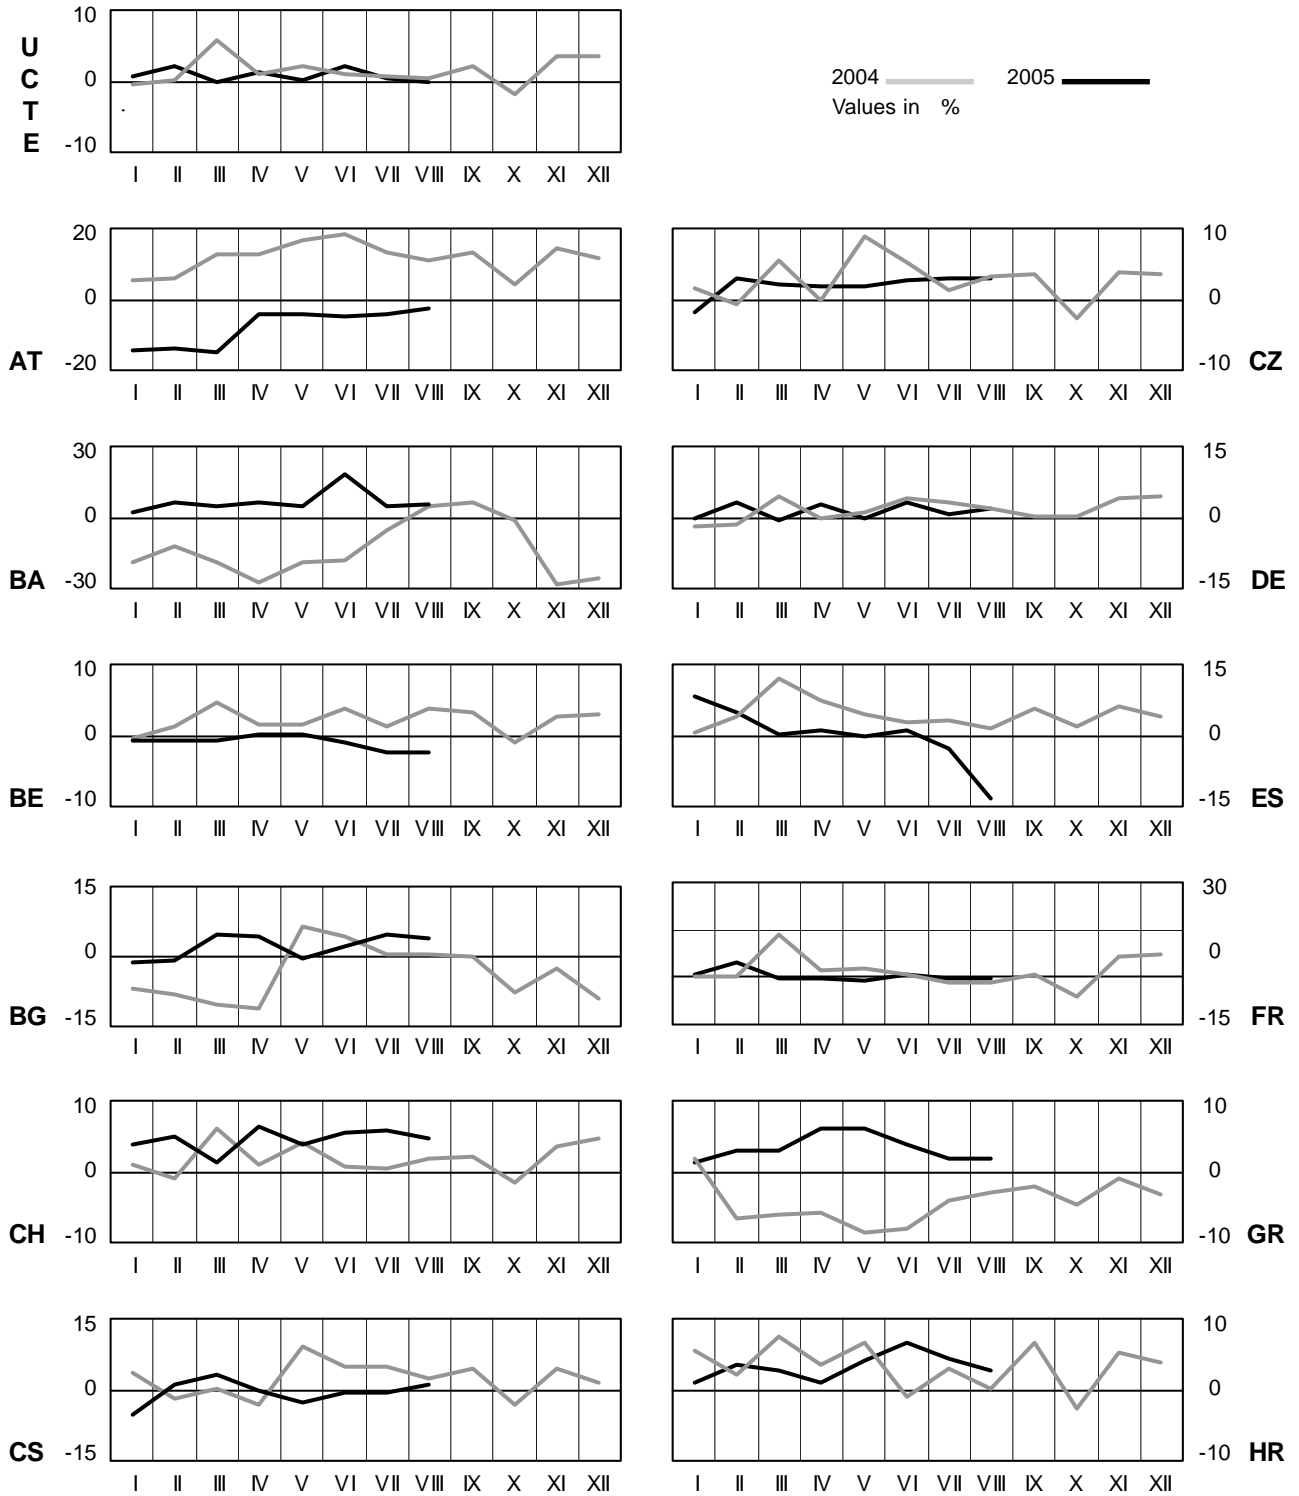 10
U
C
T
E
0
-10
I II III IV V VI VII VIII IX X XI XII
2004 2005
Values in %
20
0
-20
AT
I II III IV V VI VII VIII IX X XI XII
10
0
-10
CZ
I II III IV V VI VII VIII IX X XI XII
30
0
-30
BA
I II III IV V VI VII VIII IX X XI XII
15
0
-15
DE
I II III IV V VI VII VIII IX X XI XII
10
0
-10
BE
I II III IV V VI VII VIII IX X XI XII
15
0
-15
ES
I II III IV V VI VII VIII IX X XI XII
15
0
-15
BG
I II III IV V VI VII VIII IX X XI XII
30
0
-15
FR
I II III IV V VI VII VIII IX X XI XII
10
0
-10
CH
I II III IV V VI VII VIII IX X XI XII
10
0
-10
GR
I II III IV V VI VII VIII IX X XI XII
15
0
-15
CS
I II III IV V VI VII VIII IX X XI XII
10
0
-10
HR
I II III IV V VI VII VIII IX X XI XII